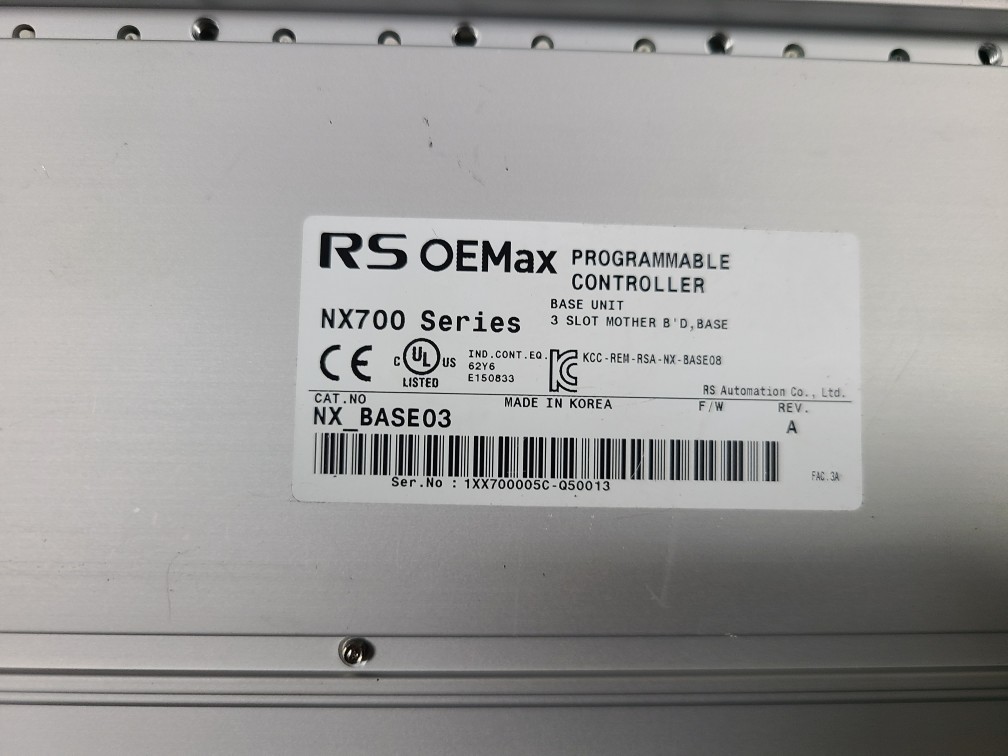 RS OEMax PROGRAMMABLE
CONTROLLER
BASE UNIT
NX700 Series 3 SLOT MOTHER B'D,BASE
CE C UL US LISTED
IND.CONT.EQ.
62Y6
E150833
KCC-REM-RSA-NX-BASE08
RS Automation Co., Ltd.
CAT.NO MADE IN KOREA F/W REV.
NX_BASE03 A
Ser.No : 1XX700005C-Q50013
FAC.3A